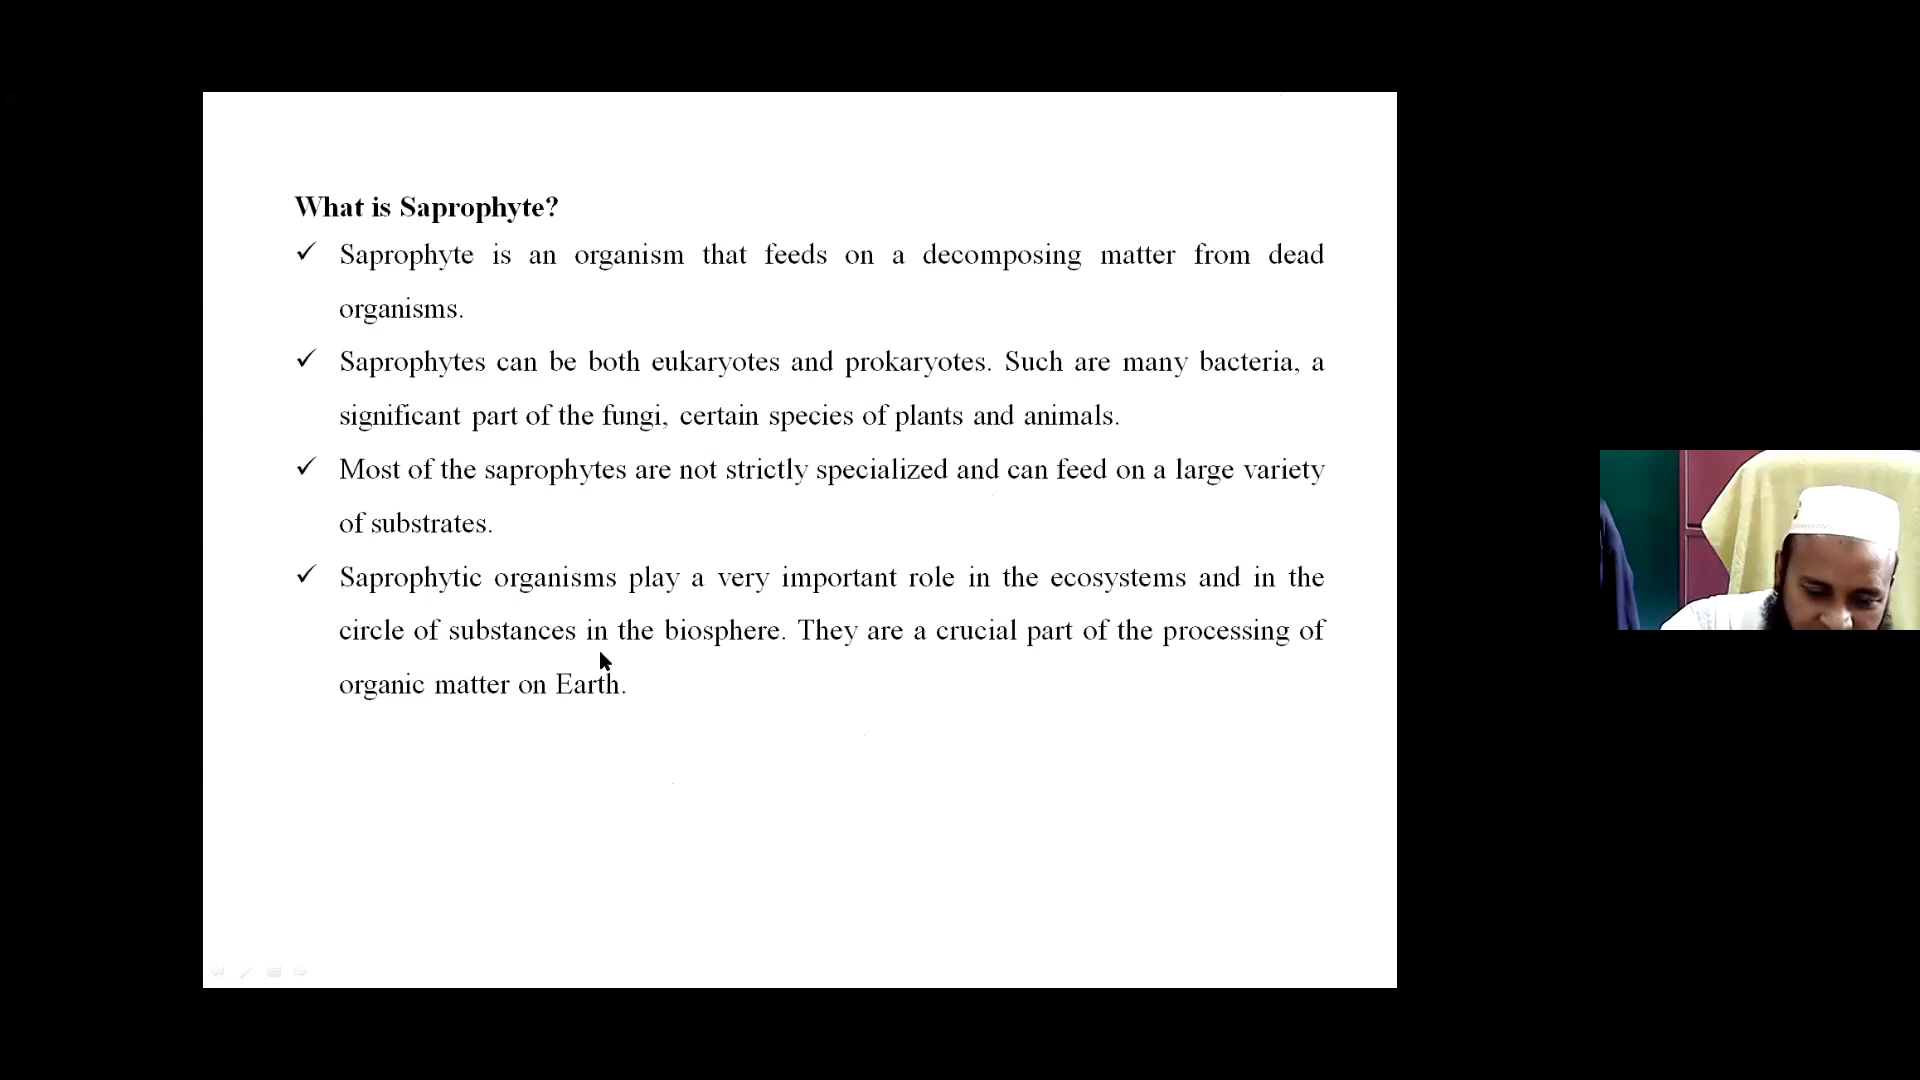 What is Saprophyte?
✓ Saprophyte is an organism that feeds on a decomposing matter from dead
organisms.
✓ Saprophytes can be both eukaryotes and prokaryotes. Such are many bacteria, a
significant part of the fungi, certain species of plants and animals.
✓ Most of the saprophytes are not strictly specialized and can feed on a large variety
of substrates.
✓ Saprophytic organisms play a very important role in the ecosystems and in the
circle of substances in the biosphere. They are a crucial part of the processing of
organic matter on Earth.